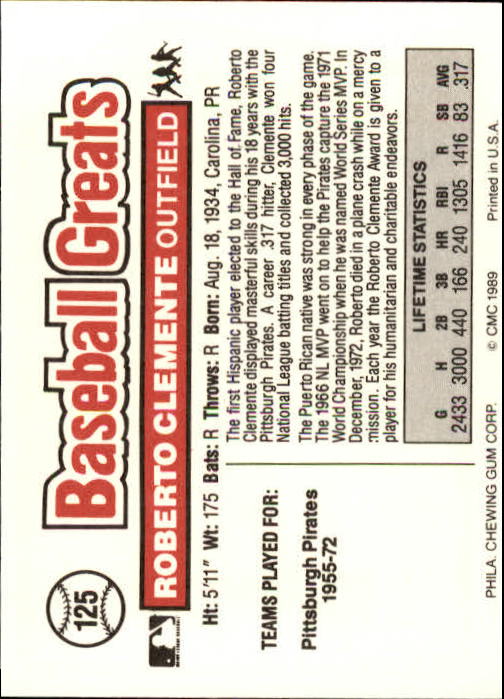 125
Baseball Greats
ROBERTO CLEMENTE OUTFIELD
Ht: 5'11" Wt: 175 Bats: R Throws: R Born: Aug. 18, 1934, Carolina, PR
TEAMS PLAYED FOR:
Pittsburgh Pirates
1955-72
The first Hispanic player elected to the Hall of Fame, Roberto
Clemente displayed masterful skills during his 18 years with the
Pittsburgh Pirates. A career .317 hitter, Clemente won four
National League batting titles and collected 3,000 hits.
The Puerto Rican native was strong in every phase of the game.
The 1966 NL MVP went on to help the Pirates capture the 1971
World Championship when he was named World Series MVP. In
December, 1972, Roberto died in a plane crash while on a mercy
mission. Each year the Roberto Clemente Award is given to a
player for his humanitarian and charitable endeavors.
LIFETIME STATISTICS
G H 2B 3B HR RBI R SB AVG
2433 3000 440 166 240 1305 1416 83 .317
PHILA. CHEWING GUM CORP. © CMC 1989 Printed in U.S.A.